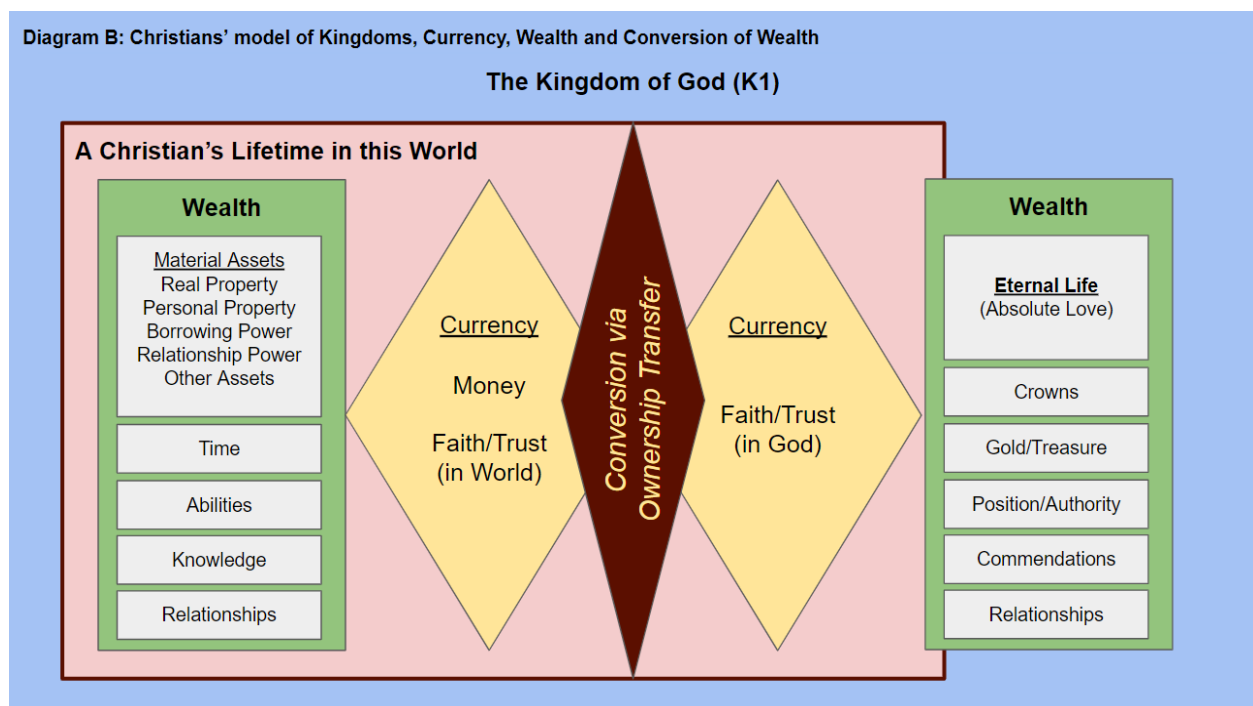 Diagram B: Christians' model of Kingdoms, Currency, Wealth and Conversion of Wealth
The Kingdom of God (K1)
A Christian's Lifetime in this World
Wealth
Material Assets
Real Property
Personal Property
Borrowing Power
Relationship Power
Other Assets
Time
Abilities
Knowledge
Relationships
Currency
Money
Faith/Trust
(in World)
Conversion via
Ownership Transfer
Currency
Faith/Trust
(in God)
Wealth
Eternal Life
(Absolute Love)
Crowns
Gold/Treasure
Position/Authority
Commendations
Relationships